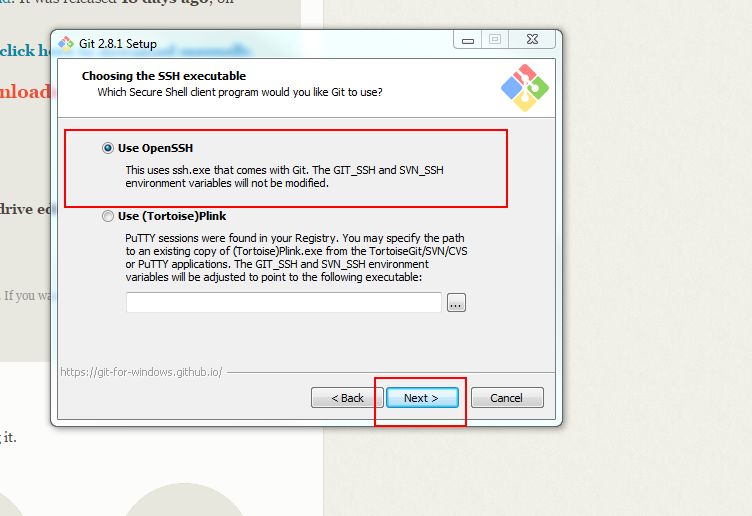 . It was released 18 days ago, on
click h
nload
drive ed
. If you wa
g it.
Git 2.8.1 Setup
Choosing the SSH executable
Which Secure Shell client program would you like Git to use?
Use OpenSSH
This uses ssh.exe that comes with Git. The GIT_SSH and SVN_SSH
environment variables will not be modified.
Use (Tortoise)Plink
PuTTY sessions were found in your Registry. You may specify the path
to an existing copy of (Tortoise)Plink.exe from the TortoiseGit/SVN/CVS
or PuTTY applications. The GIT_SSH and SVN_SSH environment
variables will be adjusted to point to the following executable:
...
https://git-for-windows.github.io/
< Back
Next >
Cancel